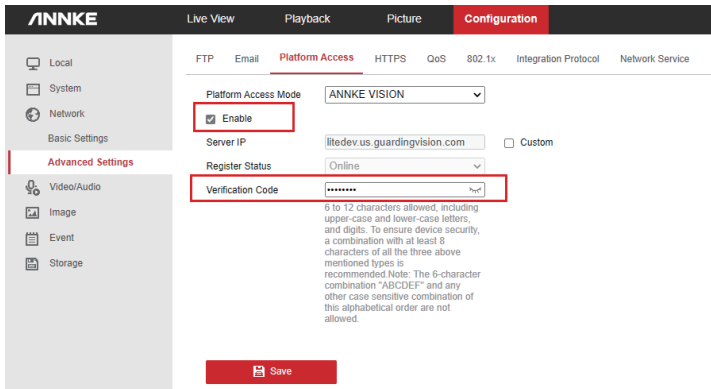 ANNKE
Live View Playback Picture Configuration
Local
System
Network
Basic Settings
Advanced Settings
Video/Audio
Image
Event
Storage
FTP Email Platform Access HTTPS QoS 802.1x Integration Protocol Network Service
Platform Access Mode ANNKE VISION
Enable
Server IP litedev.us.guardingvision.com Custom
Register Status Online
Verification Code ••••••••
6 to 12 characters allowed, including
upper-case and lower-case letters,
and digits. To ensure device security,
a combination with at least 8
characters of all the three above
mentioned types is
recommended.Note: The 6-character
combination "ABCDEF" and any
other case sensitive combination of
this alphabetical order are not
allowed.
Save